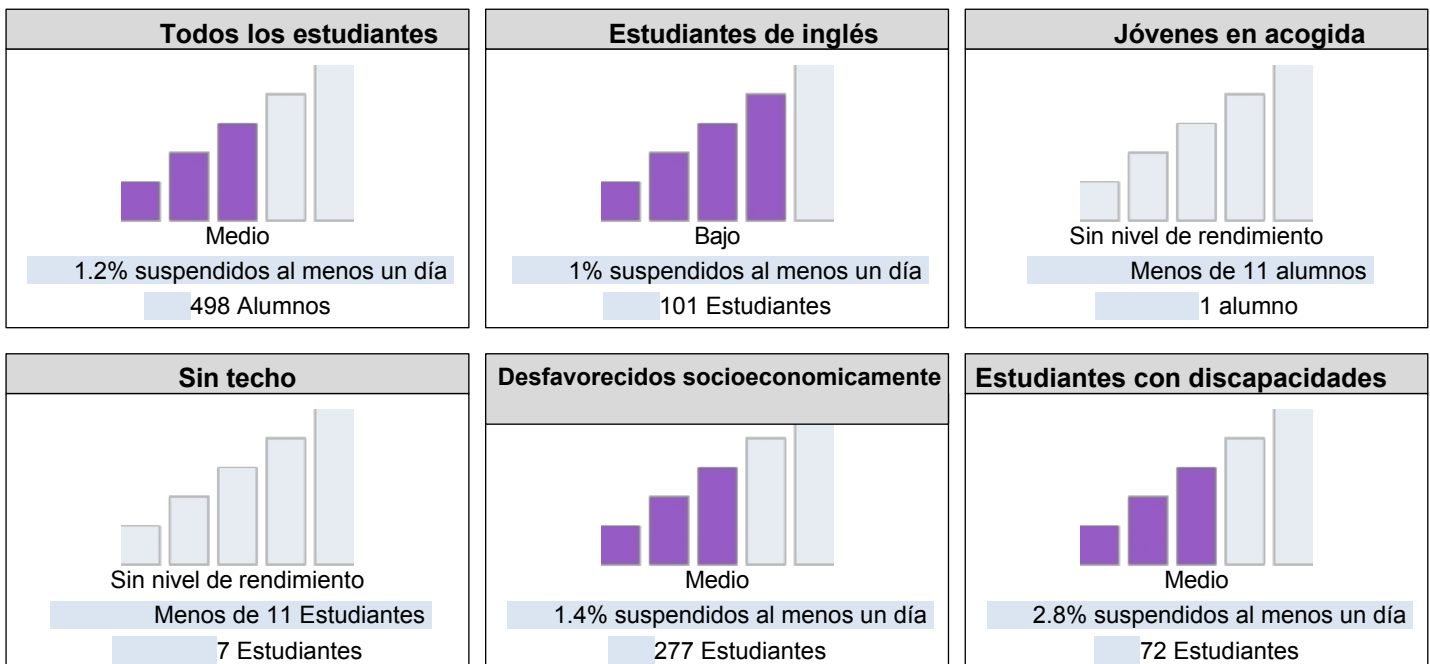 Todos los estudiantes
Medio
1.2% suspendidos al menos un día
498 Alumnos
Estudiantes de inglés
Bajo
1% suspendidos al menos un día
101 Estudiantes
Jóvenes en acogida
Sin nivel de rendimiento
Menos de 11 alumnos
1 alumno
Sin techo
Sin nivel de rendimiento
Menos de 11 Estudiantes
7 Estudiantes
Desfavorecidos socioeconomicamente
Medio
1.4% suspendidos al menos un día
277 Estudiantes
Estudiantes con discapacidades
Medio
2.8% suspendidos al menos un día
72 Estudiantes